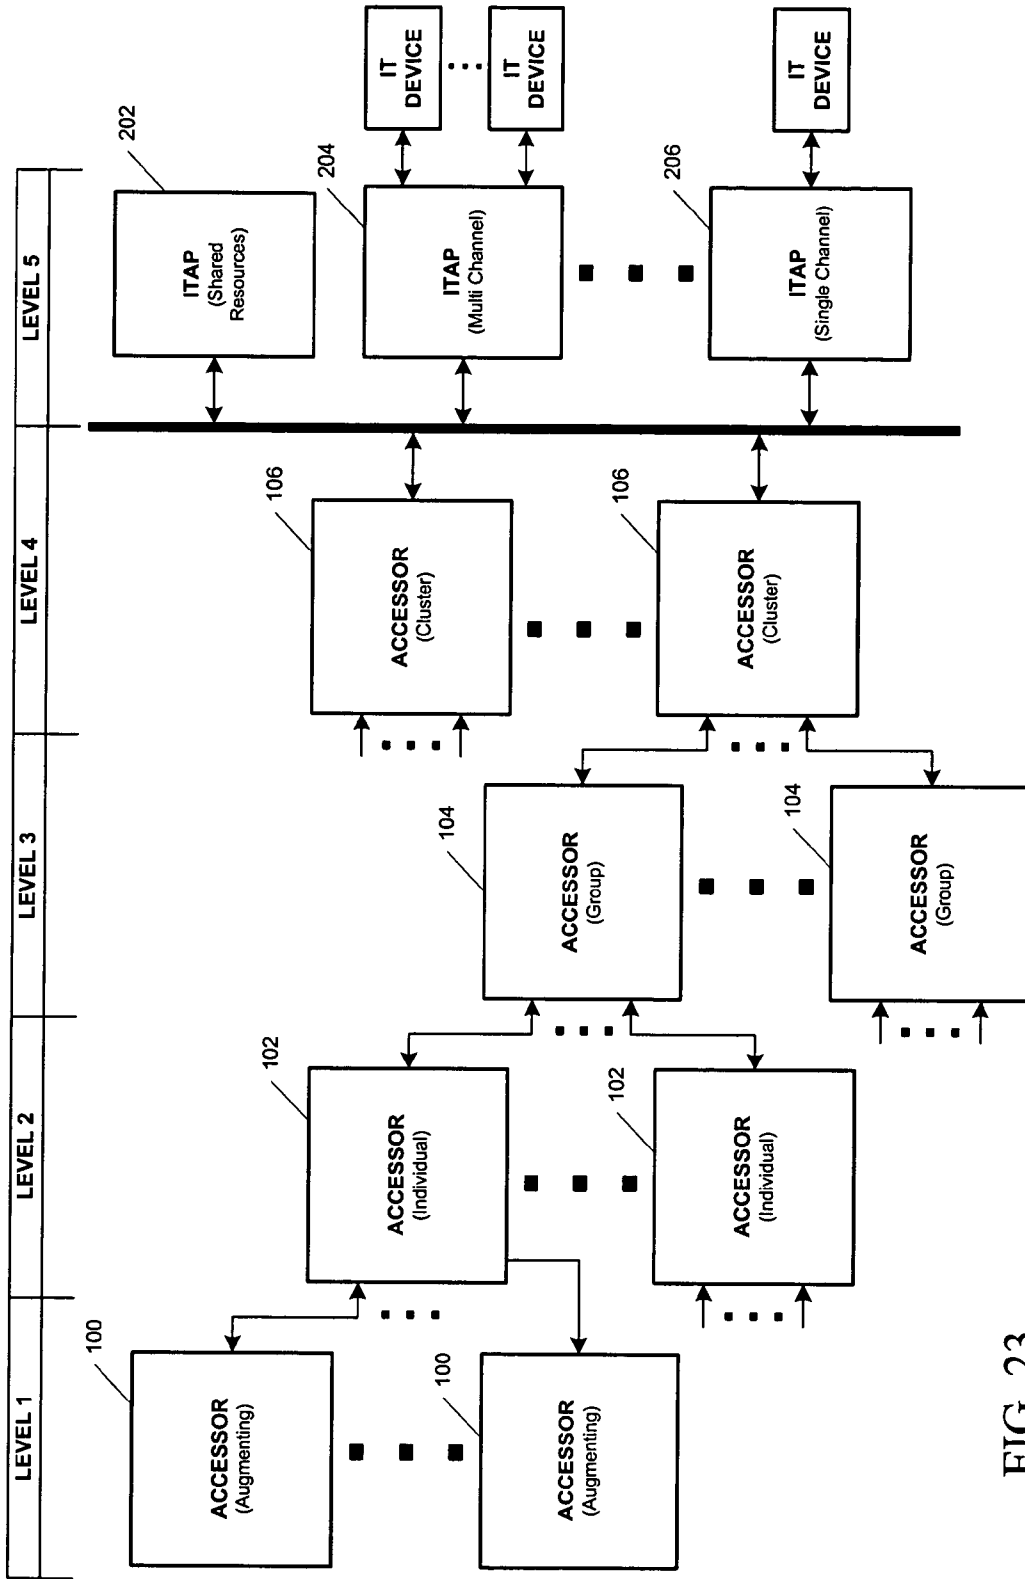 LEVEL 1
LEVEL 2
LEVEL 3
LEVEL 4
LEVEL 5
100
ACCESSOR
(Augmenting)
100
ACCESSOR
(Augmenting)
102
ACCESSOR
(Individual)
102
ACCESSOR
(Individual)
104
ACCESSOR
(Group)
104
ACCESSOR
(Group)
106
ACCESSOR
(Cluster)
106
ACCESSOR
(Cluster)
202
ITAP
(Shared
Resources)
204
ITAP
(Multi Channel)
206
ITAP
(Single Channel)
IT
DEVICE
IT
DEVICE
IT
DEVICE
FIG. 23